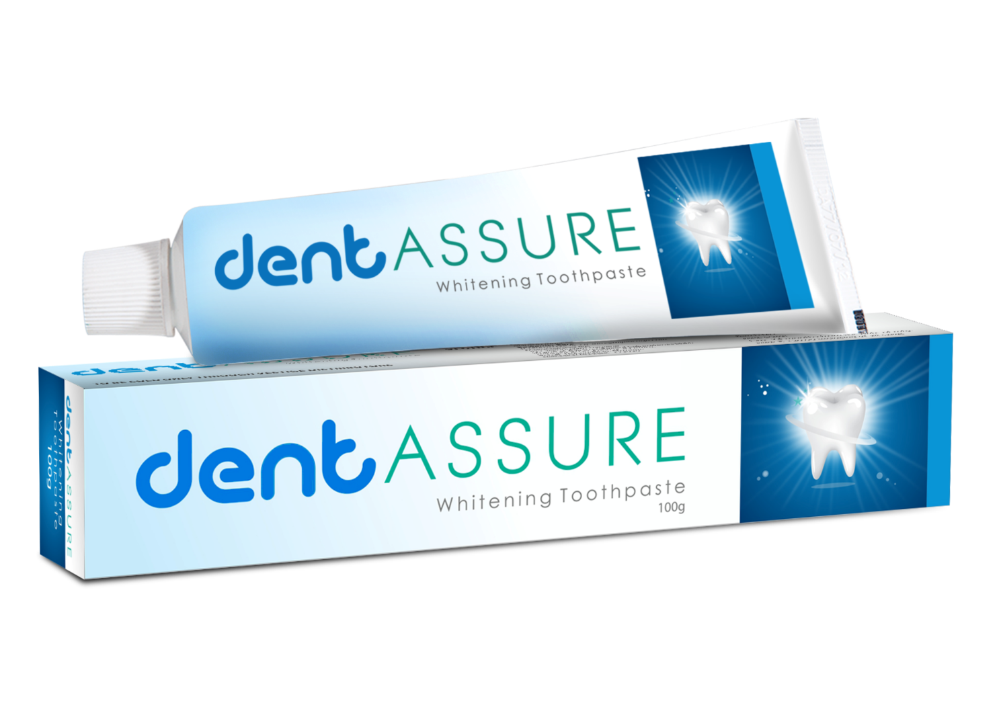 dentASSURE
Whitening Toothpaste
dentASSURE
Whitening Toothpaste
100g
dentASSURE
Whitening
Toothpaste
100g